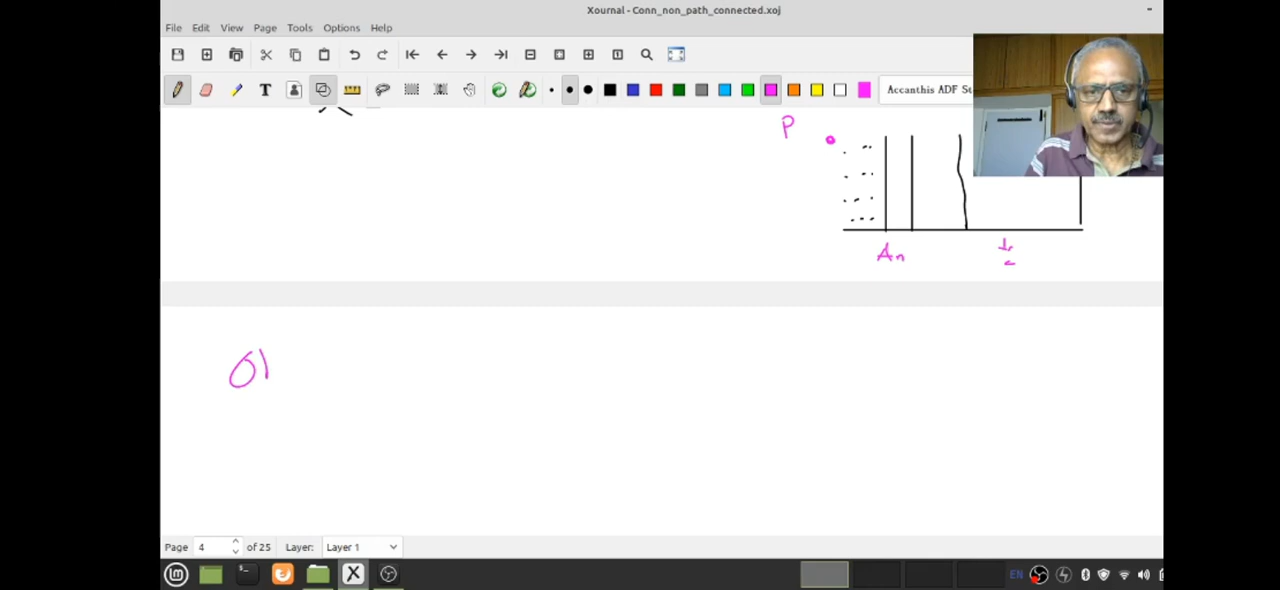 Xournal - Conn_non_path_connected.xoj
File Edit View Page Tools Options Help
Accanthis ADF St
P
An
Page 4 of 25 Layer: Layer 1
EN